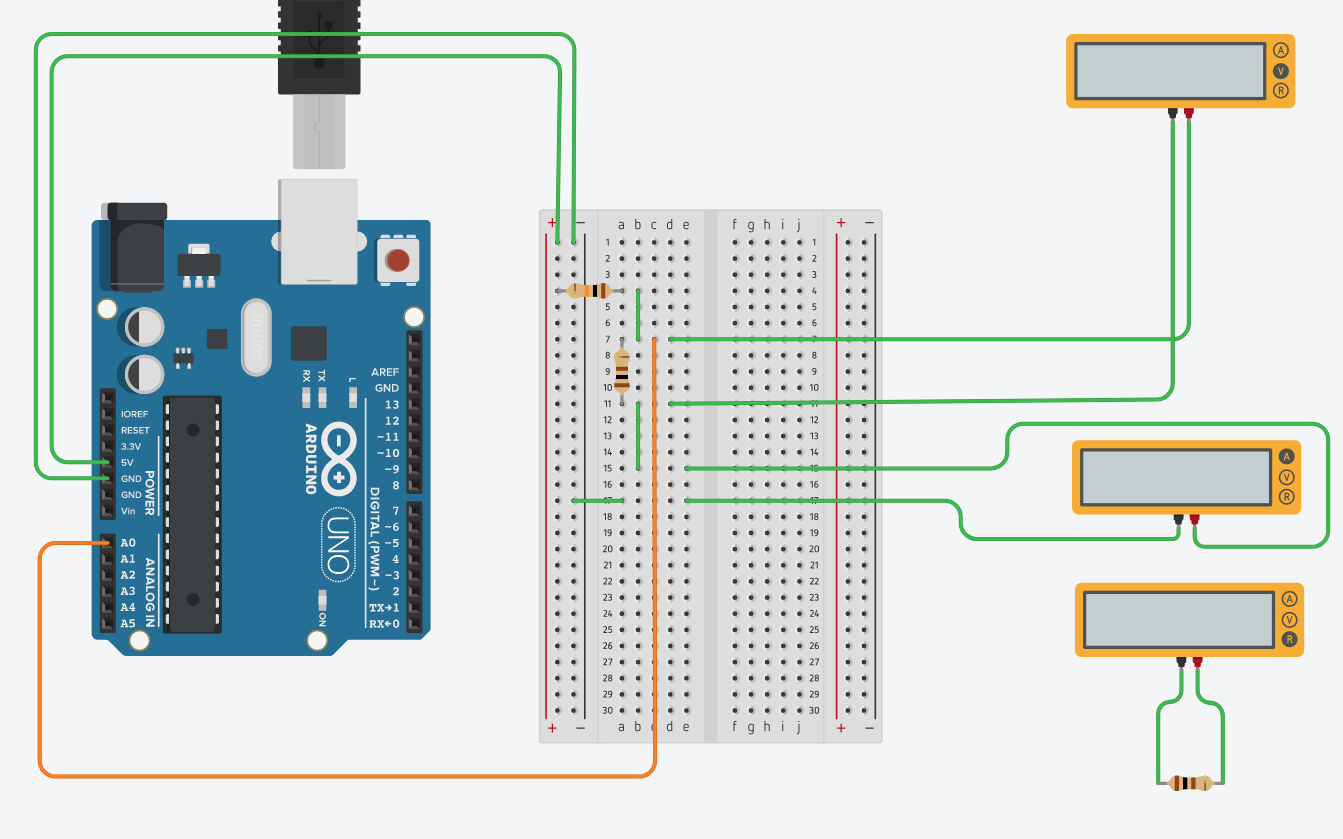 A
V
R
+ − a b c d e f g h i j + −
1 1
2 2
3 3
4 4
5 5
6 6
7 7
8 8
9 9
10 10
11 11
12 12
13 13
14 14
15 15
16 16
17 17
18 18
19 19
20 20
21 21
22 22
23 23
24 24
25 25
26 26
27 27
28 28
29 29
30 30
+ − a b c d e f g h i j + −
RX
TX
L
AREF
GND
13
12
~11
~10
~9
8
7
~6
~5
4
~3
2
TX→1
RX←0
DIGITAL (PWM~)
ARDUINO
UNO
ON
IOREF
RESET
3.3V
5V
GND
GND
Vin
POWER
A0
A1
A2
A3
A4
A5
ANALOG IN
A
V
R
A
V
R